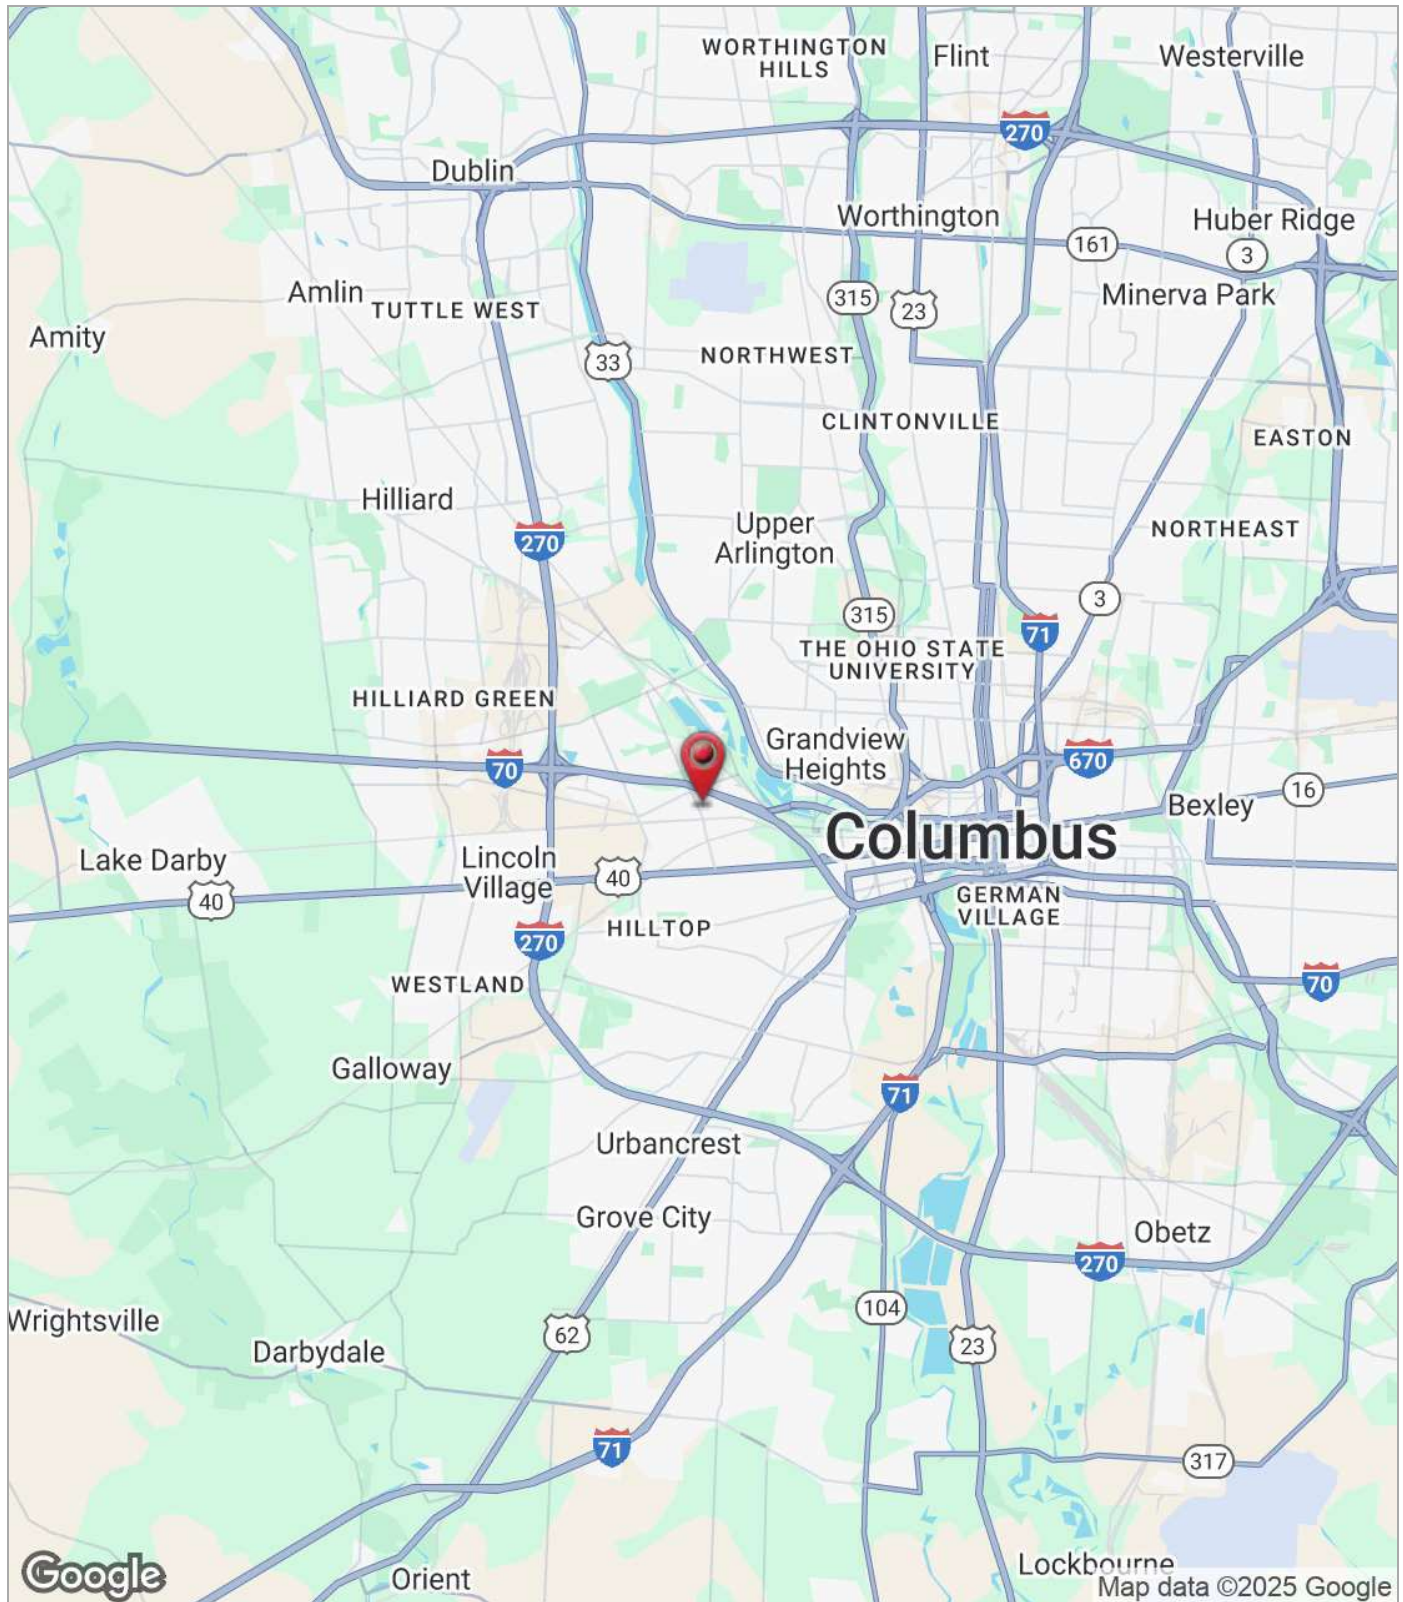 WORTHINGTON
HILLS
Flint
Westerville
270
Dublin
Worthington
Huber Ridge
161
3
Amlin
TUTTLE WEST
315
23
Minerva Park
Amity
33
NORTHWEST
CLINTONVILLE
EASTON
Hilliard
270
Upper
Arlington
NORTHEAST
3
315
71
THE OHIO STATE
UNIVERSITY
HILLIARD GREEN
Grandview
Heights
70
670
16
Bexley
Columbus
Lake Darby
Lincoln
Village
40
40
GERMAN
VILLAGE
HILLTOP
270
WESTLAND
70
Galloway
71
Urbancrest
Grove City
Obetz
270
Wrightsville
104
62
23
Darbydale
71
317
Google
Orient
Lockbourne
Map data ©2025 Google